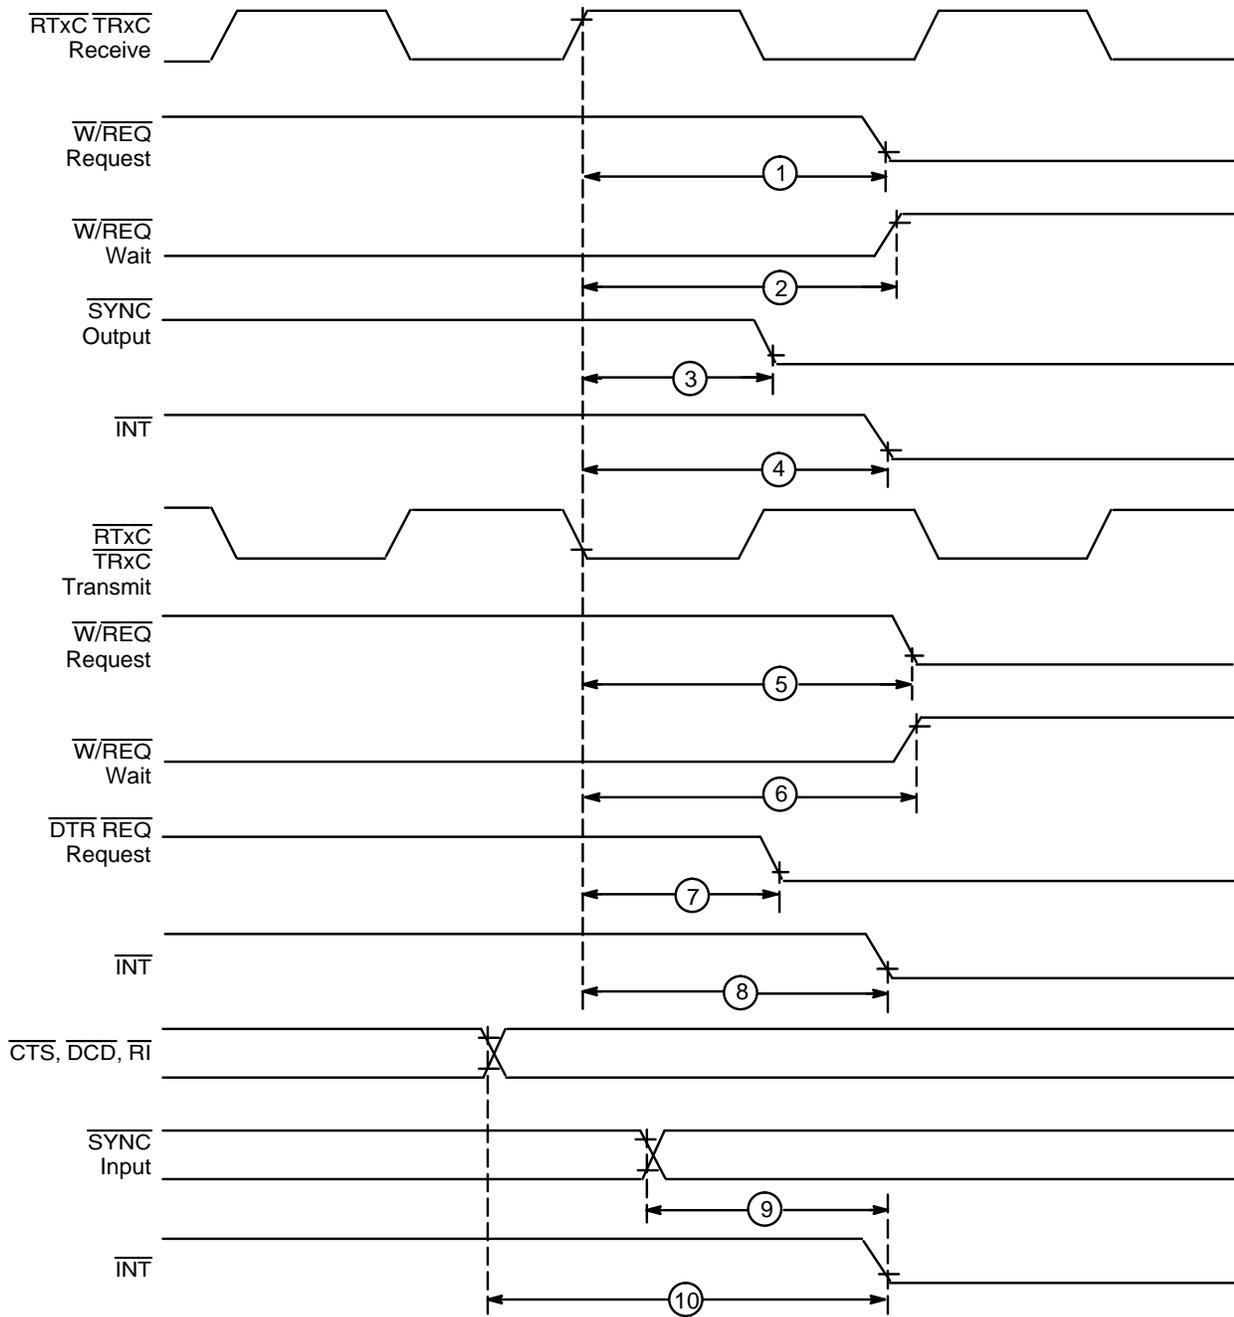 RTxC TRxC
Receive
W/REQ
Request
1
W/REQ
Wait
2
SYNC
Output
3
INT
4
RTxC
TRxC
Transmit
W/REQ
Request
5
W/REQ
Wait
6
DTR REQ
Request
7
INT
8
CTS, DCD, RI
SYNC
Input
9
INT
10